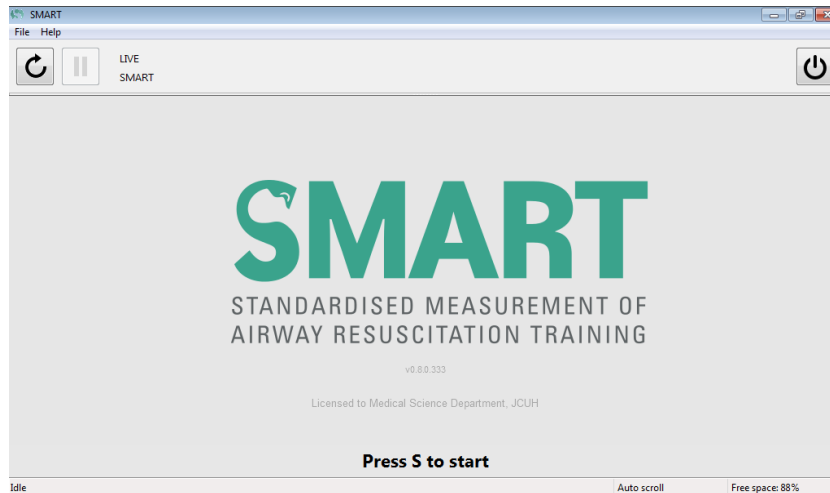 SMART
File Help
LIVE
SMART
SMART
STANDARDISED MEASUREMENT OF
AIRWAY RESUSCITATION TRAINING
v0.8.0.333
Licensed to Medical Science Department, JCUH
Press S to start
Idle Auto scroll Free space: 88%